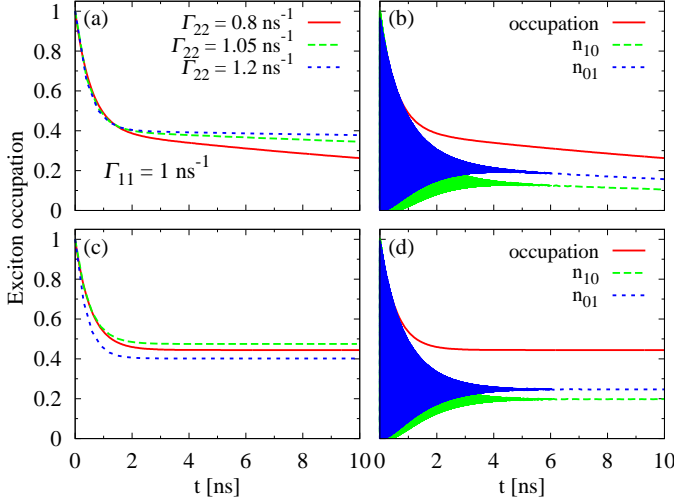 (a)
Γ22 = 0.8 ns-1
Γ22 = 1.05 ns-1
Γ22 = 1.2 ns-1
Γ11 = 1 ns-1
(b)
occupation
n10
n01
1
0.8
0.6
0.4
0.2
0
Exciton occupation
(c)
(d)
occupation
n10
n01
1
0.8
0.6
0.4
0.2
0
0 2 4 6 8 10
0 2 4 6 8 10
t [ns]
t [ns]